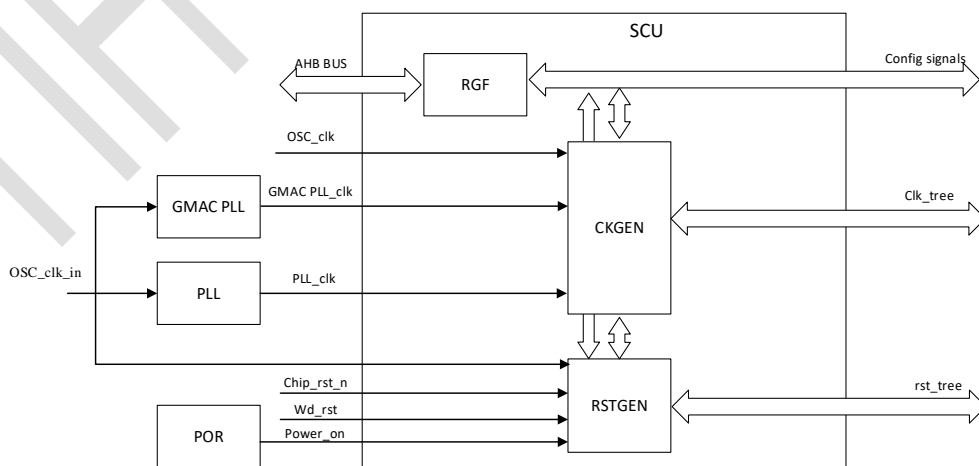 SCU
AHB BUS
RGF
Config signals
OSC_clk
GMAC PLL
GMAC PLL_clk
CKGEN
Clk_tree
OSC_clk_in
PLL
PLL_clk
Chip_rst_n
RSTGEN
rst_tree
Wd_rst
POR
Power_on